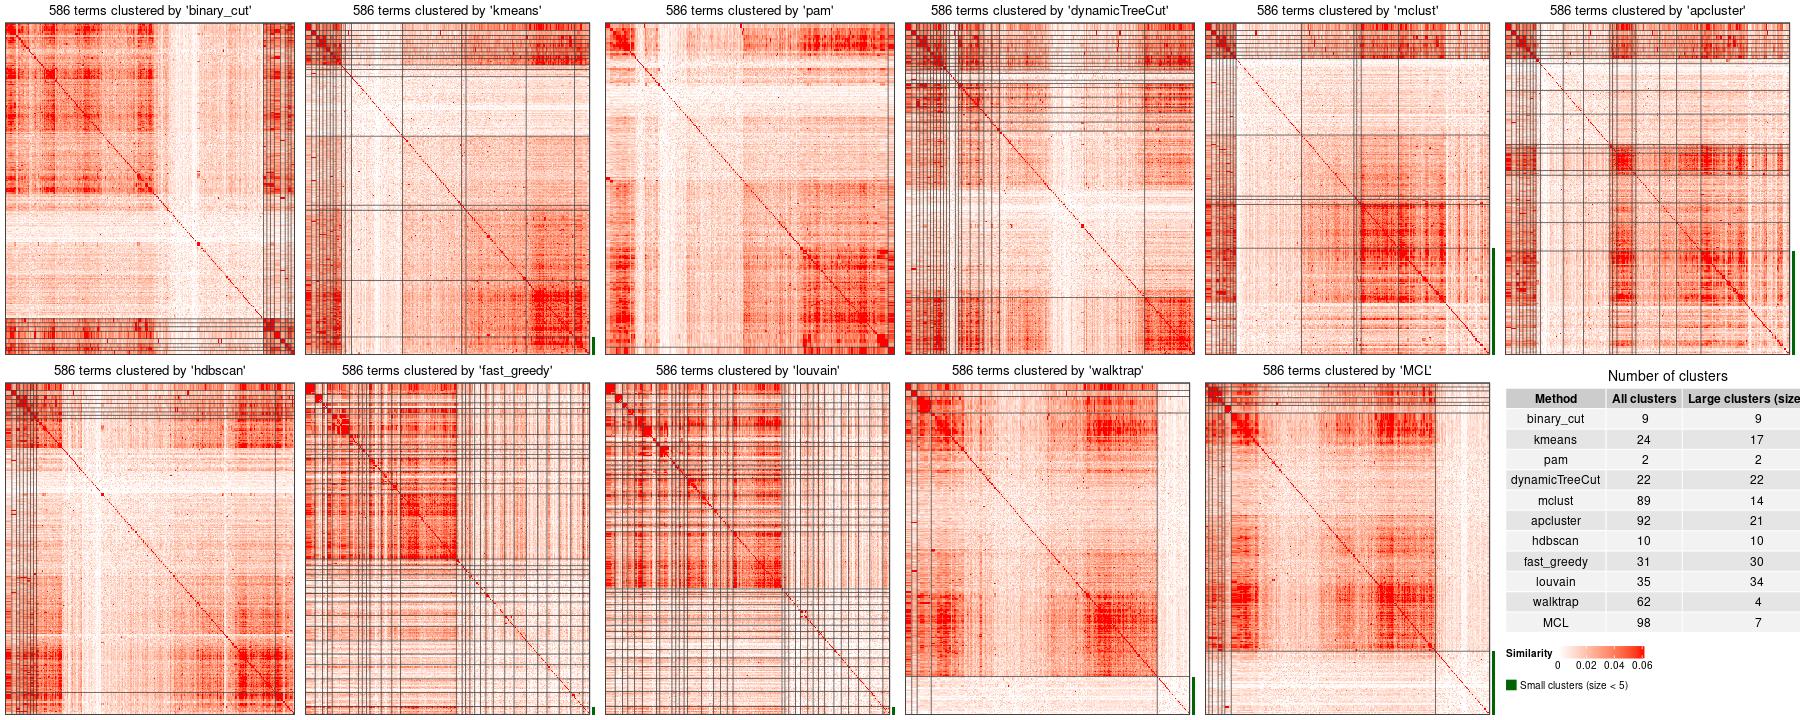 586 terms clustered by 'binary_cut'
586 terms clustered by 'kmeans'
586 terms clustered by 'pam'
586 terms clustered by 'dynamicTreeCut'
586 terms clustered by 'mclust'
586 terms clustered by 'apcluster'
586 terms clustered by 'hdbscan'
586 terms clustered by 'fast_greedy'
586 terms clustered by 'louvain'
586 terms clustered by 'walktrap'
586 terms clustered by 'MCL'
Number of clusters
Method All clusters Large clusters (size
binary_cut 9 9
kmeans 24 17
pam 2 2
dynamicTreeCut 22 22
mclust 89 14
apcluster 92 21
hdbscan 10 10
fast_greedy 31 30
louvain 35 34
walktrap 62 4
MCL 98 7
Similarity
0 0.02 0.04 0.06
Small clusters (size < 5)